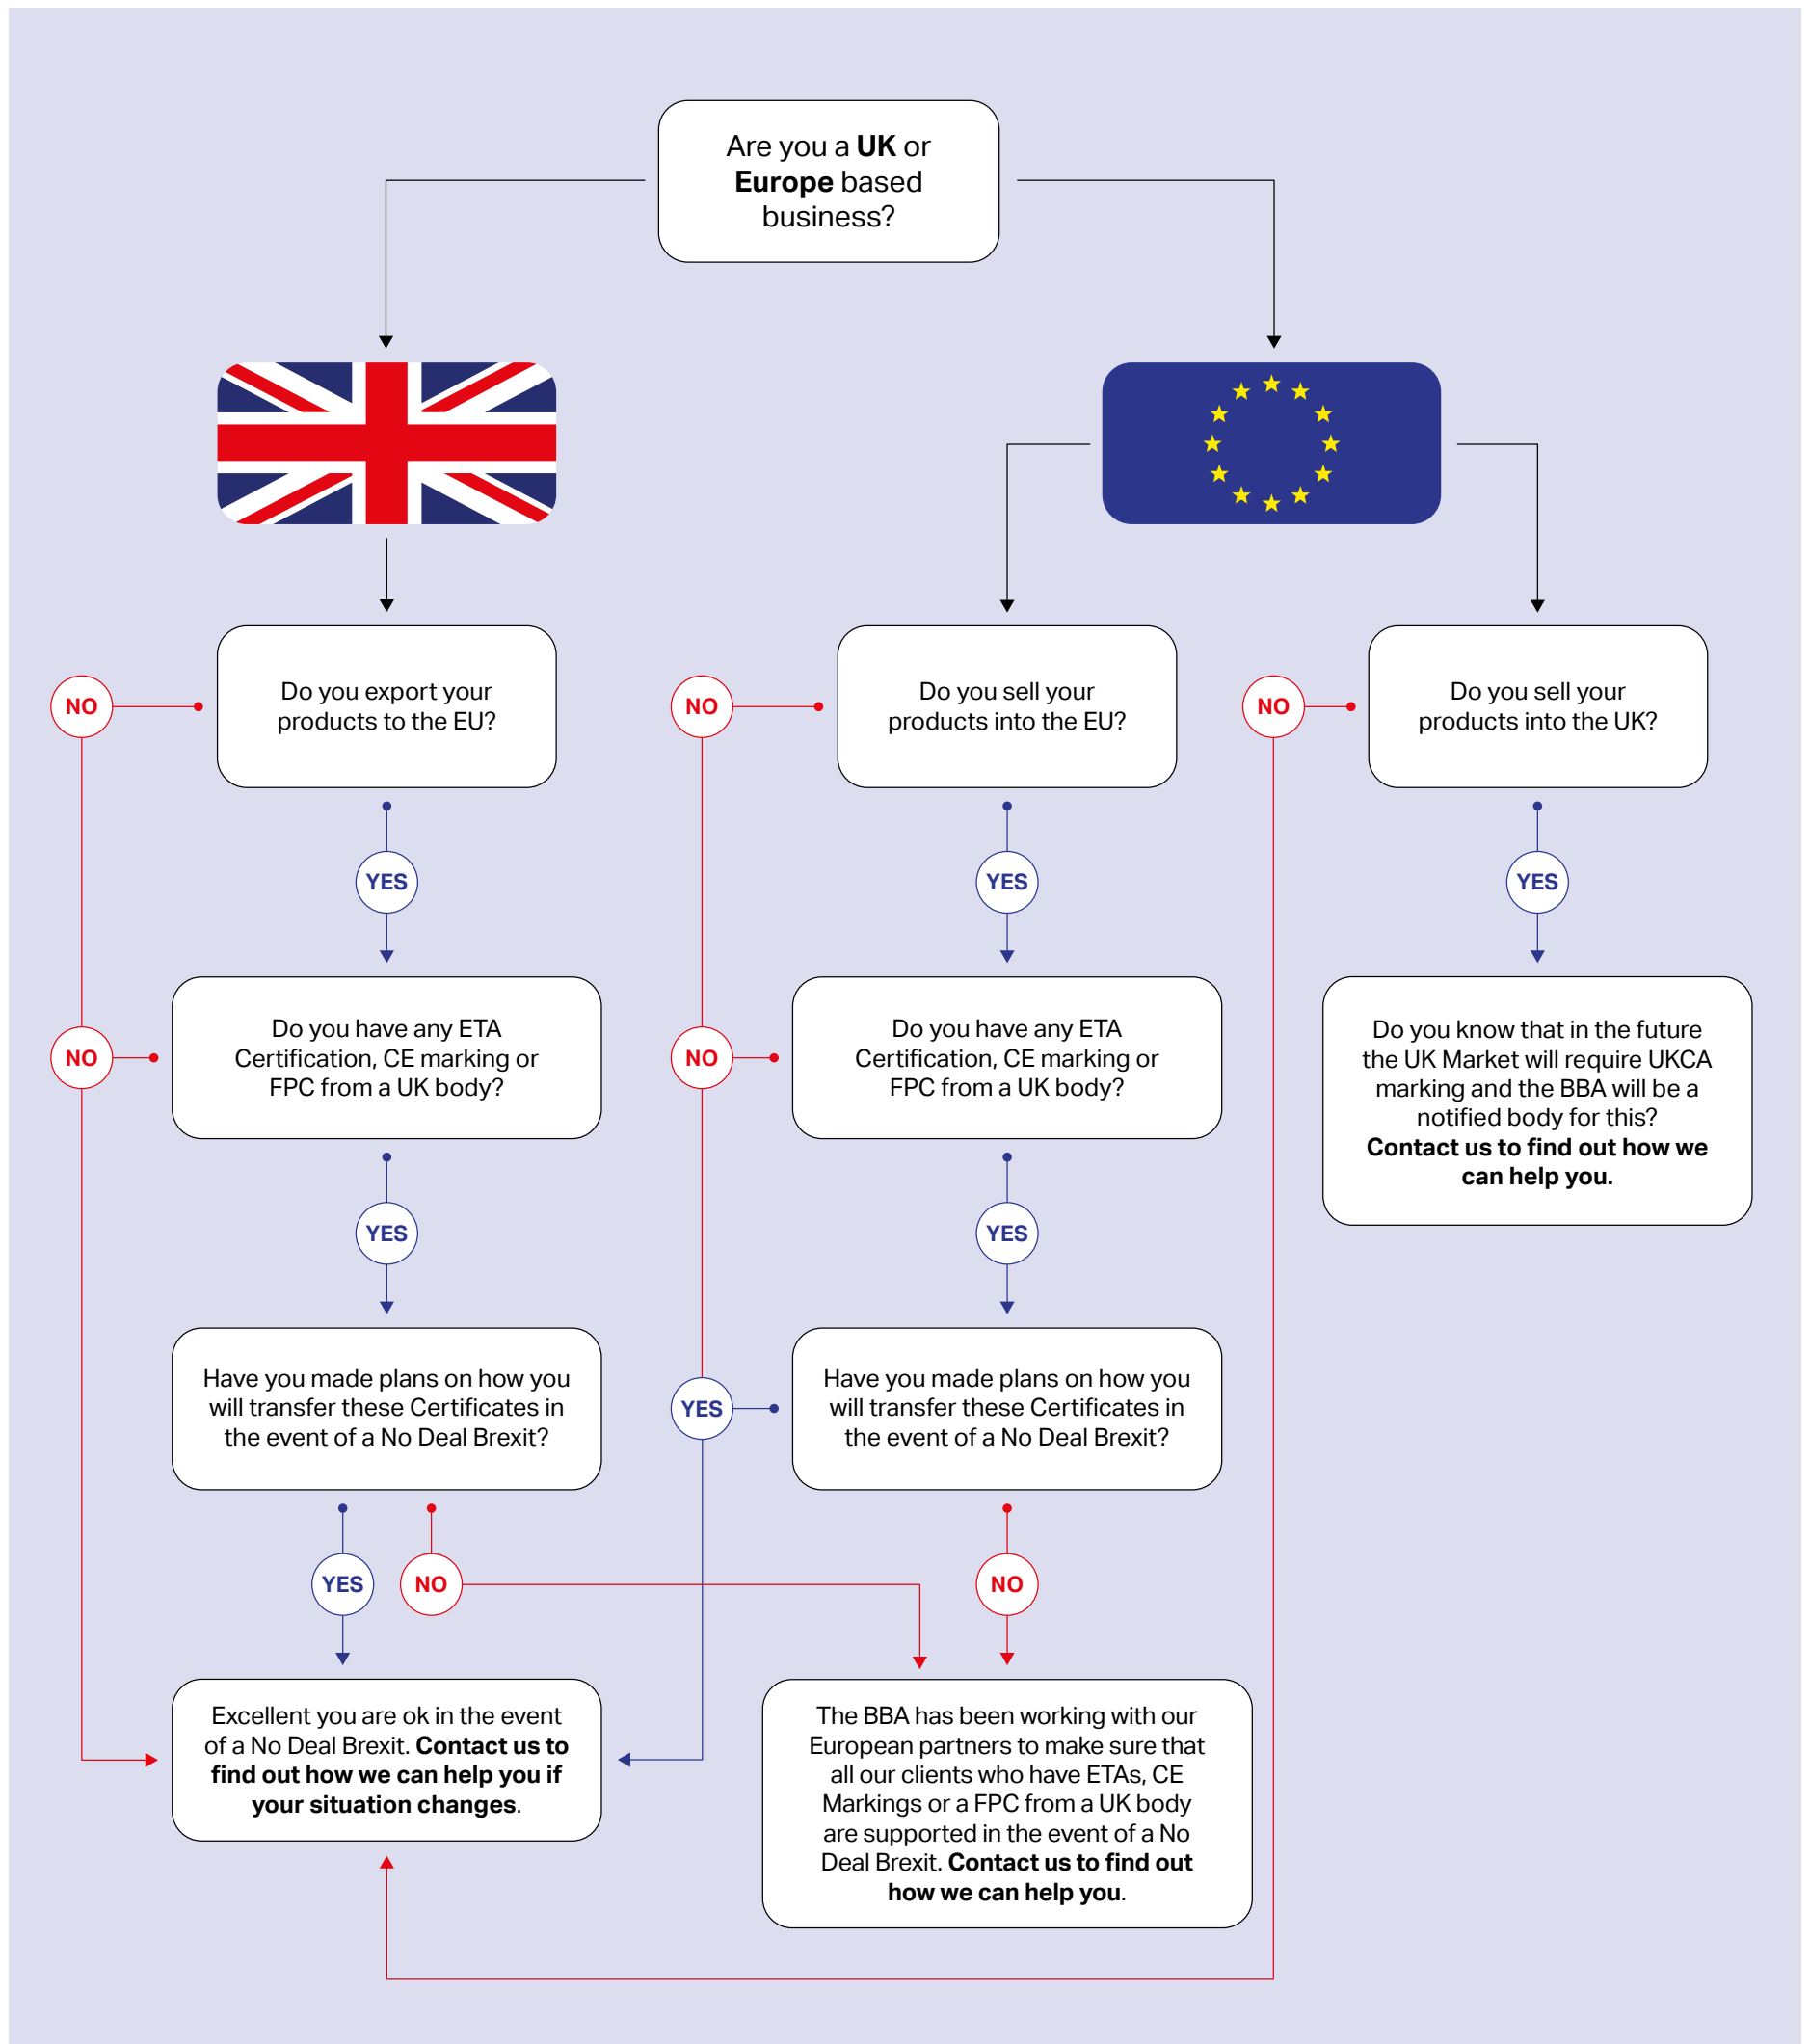 Are you a UK or
Europe based
business?
NO
Do you export your
products to the EU?
NO
Do you sell your
products into the EU?
NO
Do you sell your
products into the UK?
YES
YES
YES
NO
Do you have any ETA
Certification, CE marking or
FPC from a UK body?
NO
Do you have any ETA
Certification, CE marking or
FPC from a UK body?
Do you know that in the future
the UK Market will require UKCA
marking and the BBA will be a
notified body for this?
Contact us to find out how we
can help you.
YES
YES
Have you made plans on how you
will transfer these Certificates in
the event of a No Deal Brexit?
YES
Have you made plans on how you
will transfer these Certificates in
the event of a No Deal Brexit?
YES
NO
NO
Excellent you are ok in the event
of a No Deal Brexit. Contact us to
find out how we can help you if
your situation changes.
The BBA has been working with our
European partners to make sure that
all our clients who have ETAs, CE
Markings or a FPC from a UK body
are supported in the event of a No
Deal Brexit. Contact us to find out
how we can help you.